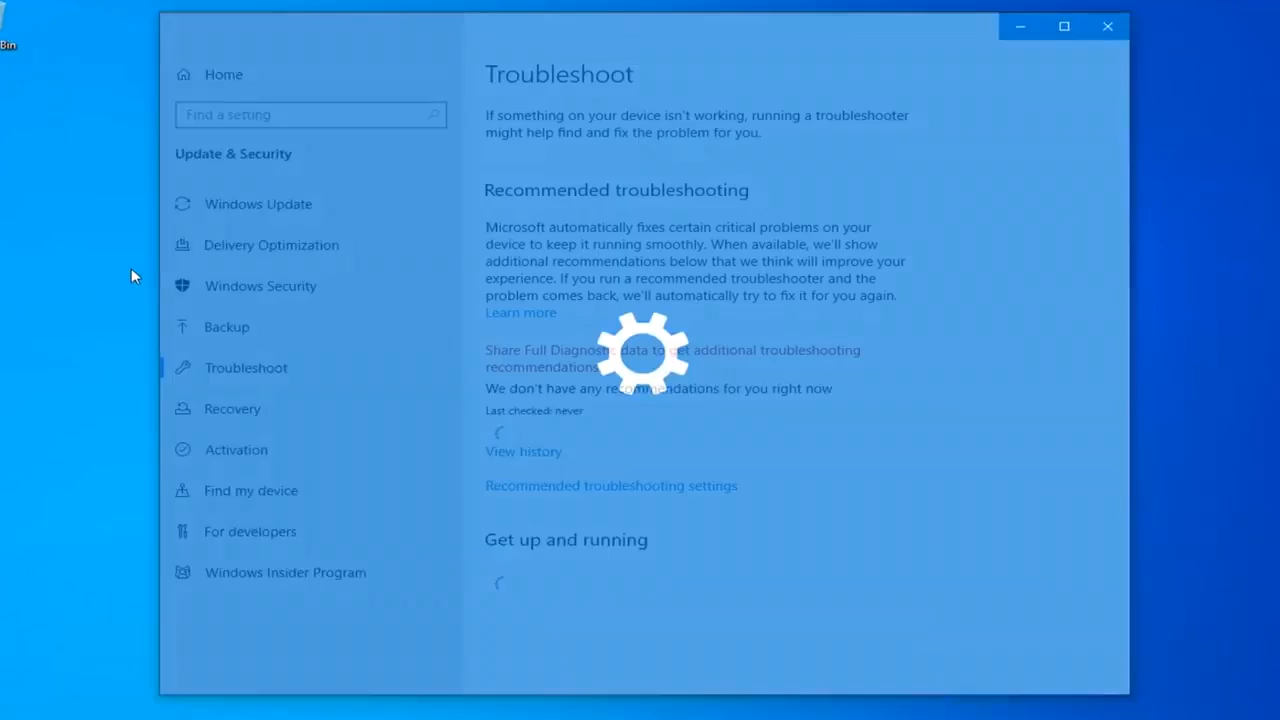 Bin
Home
Find a setting
Update & Security
Windows Update
Delivery Optimization
Windows Security
Backup
Troubleshoot
Recovery
Activation
Find my device
For developers
Windows Insider Program
Troubleshoot
If something on your device isn't working, running a troubleshooter
might help find and fix the problem for you.
Recommended troubleshooting
Microsoft automatically fixes certain critical problems on your
device to keep it running smoothly. When available, we'll show
additional recommendations below that we think will improve your
experience. If you run a recommended troubleshooter and the
problem comes back, we'll automatically try to fix it for you again.
Learn more
Share Full Diagnostic data to get additional troubleshooting
recommendations
We don't have any recommendations for you right now
Last checked: never
View history
Recommended troubleshooting settings
Get up and running